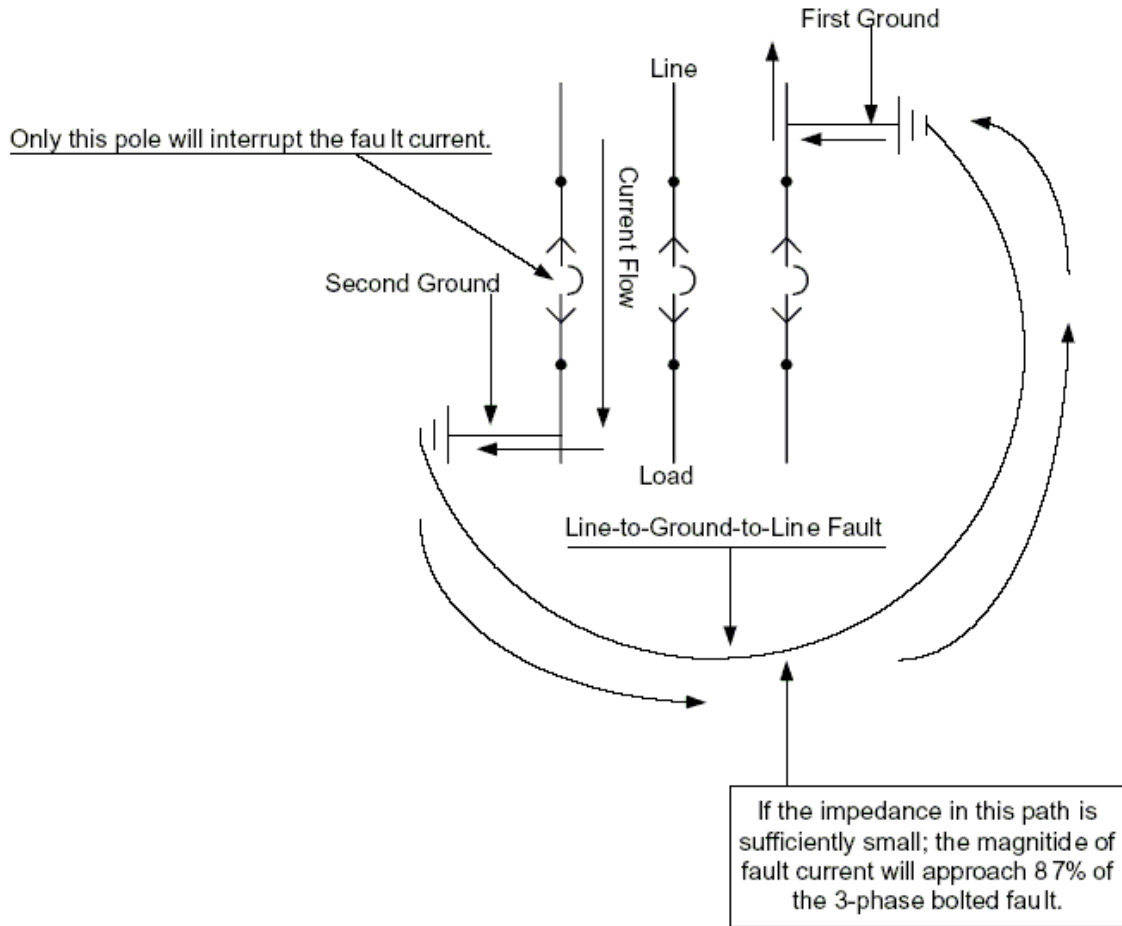 First Ground
Line
Only this pole will interrupt the fau lt current.
Current Flow
Second Ground
Load
Line-to-Ground-to-Line Fault
If the impedance in this path is
sufficiently small; the magnitide of
fault current will approach 8 7% of
the 3-phase bolted fault.